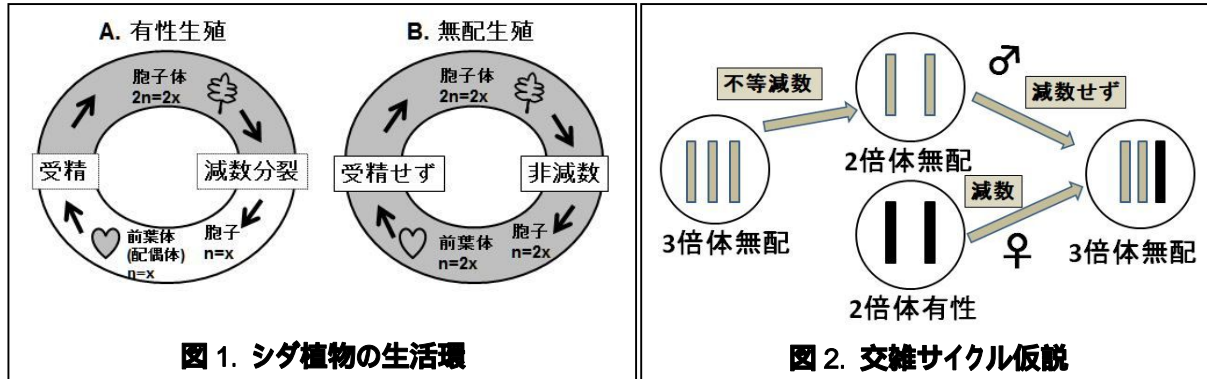 A. 有性生殖
胞子体
2n=2x
受精
減数分裂
前葉体
(配偶体)
n=x
胞子
n=x
B. 無配生殖
胞子体
2n=2x
受精せず
非減数
前葉体
n=2x
胞子
n=2x
図 1. シダ植物の生活環
不等減数
♂
減数せず
3倍体無配
2倍体無配
減数
♀
2倍体有性
3倍体無配
図 2. 交雑サイクル仮説